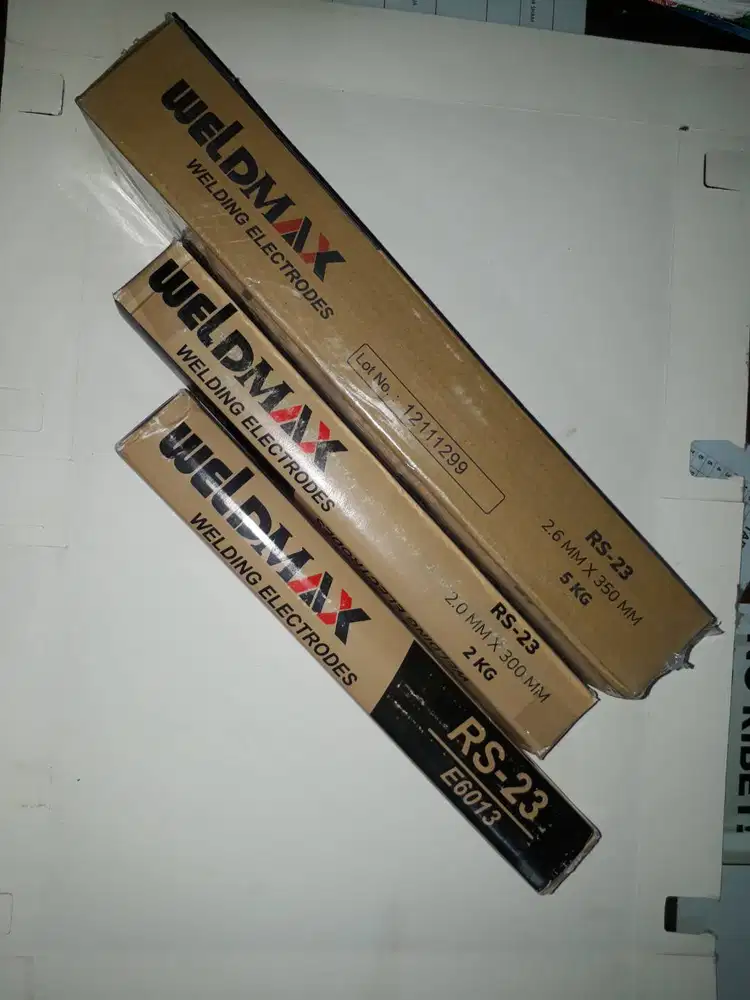 WELDMAX
WELDING ELECTRODES
Lot No.: 12111299
RS-23
2.6 MM X 350 MM
5 KG
WELDMAX
WELDING ELECTRODES
RS-23
2.0 MM X 300 MM
2 KG
WELDMAX
WELDING ELECTRODES
RS-23
E6013